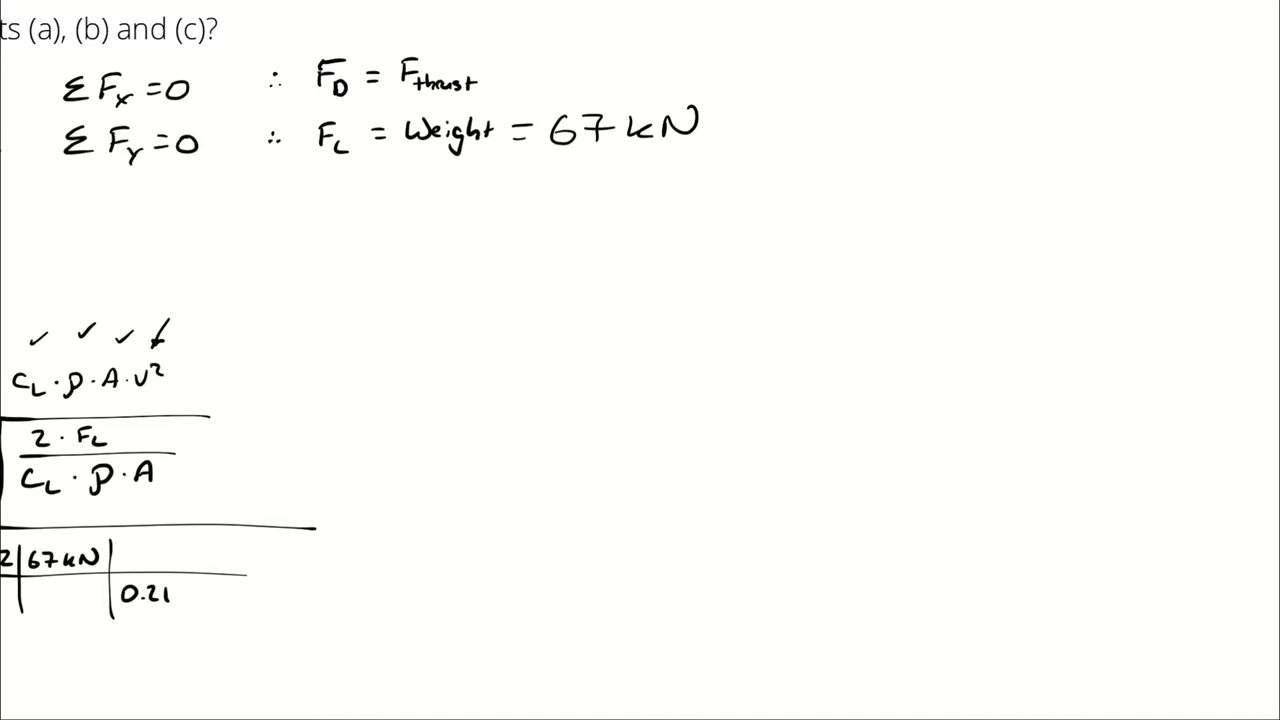 ts (a), (b) and (c)?
ΣFx = 0 ∴ FD = Fthrust
ΣFy = 0 ∴ FL = Weight = 67 kN
✓ ✓ ✓ ✓
CL · ρ · A · v²
2 · FL
CL · ρ · A
2 | 67 kN |
0.21